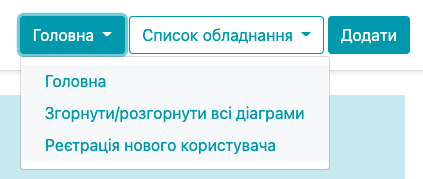 Головна Список обладнання Додати
Головна
Згорнути/розгорнути всі діаграми
Реєтрація нового користувача